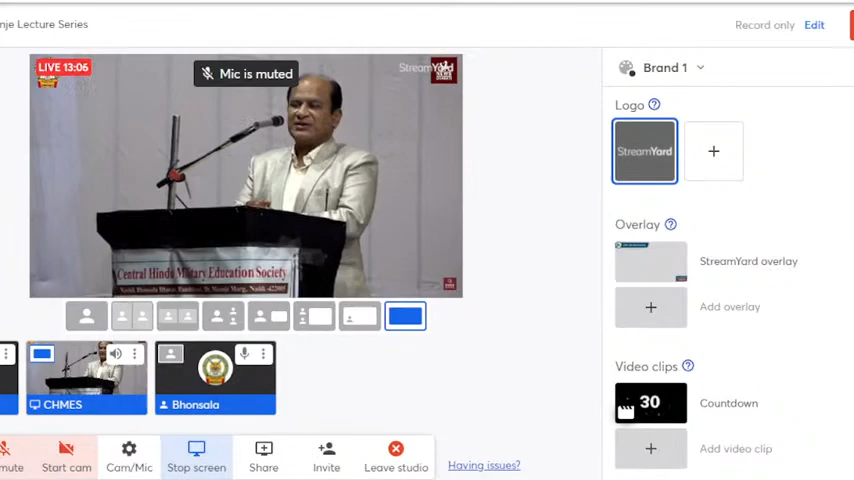 nje Lecture Series
Record only
Edit
LIVE 13:06
Mic is muted
StreamYard
NEWS
Brand 1
Logo
StreamYard
Overlay
StreamYard overlay
Add overlay
Central Hindu Military Education Society
Video clips
30
Countdown
Add video clip
CHMES
Bhonsala
mute
Start cam
Cam/Mic
Stop screen
Share
Invite
Leave studio
Having issues?